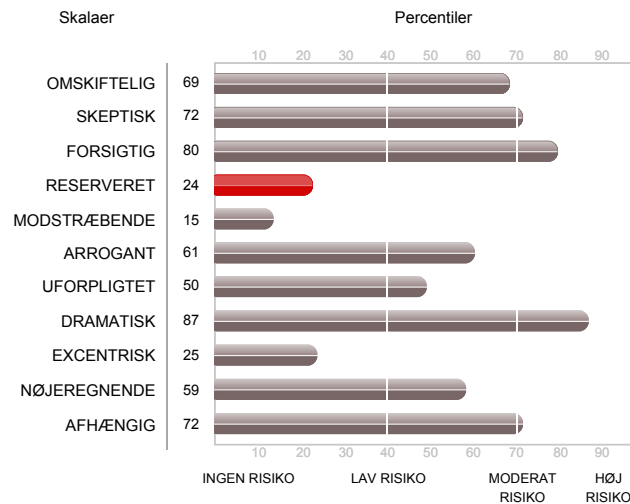 Skalaer Percentiler
10 20 30 40 50 60 70 80 90
OMSKIFTELIG 69
SKEPTISK 72
FORSIGTIG 80
RESERVERET 24
MODSTRÆBENDE 15
ARROGANT 61
UFORPLIGTET 50
DRAMATISK 87
EXCENTRISK 25
NØJEREGNENDE 59
AFHÆNGIG 72
10 20 30 40 50 60 70 80 90
INGEN RISIKO LAV RISIKO MODERAT HØJ
RISIKO RISIKO